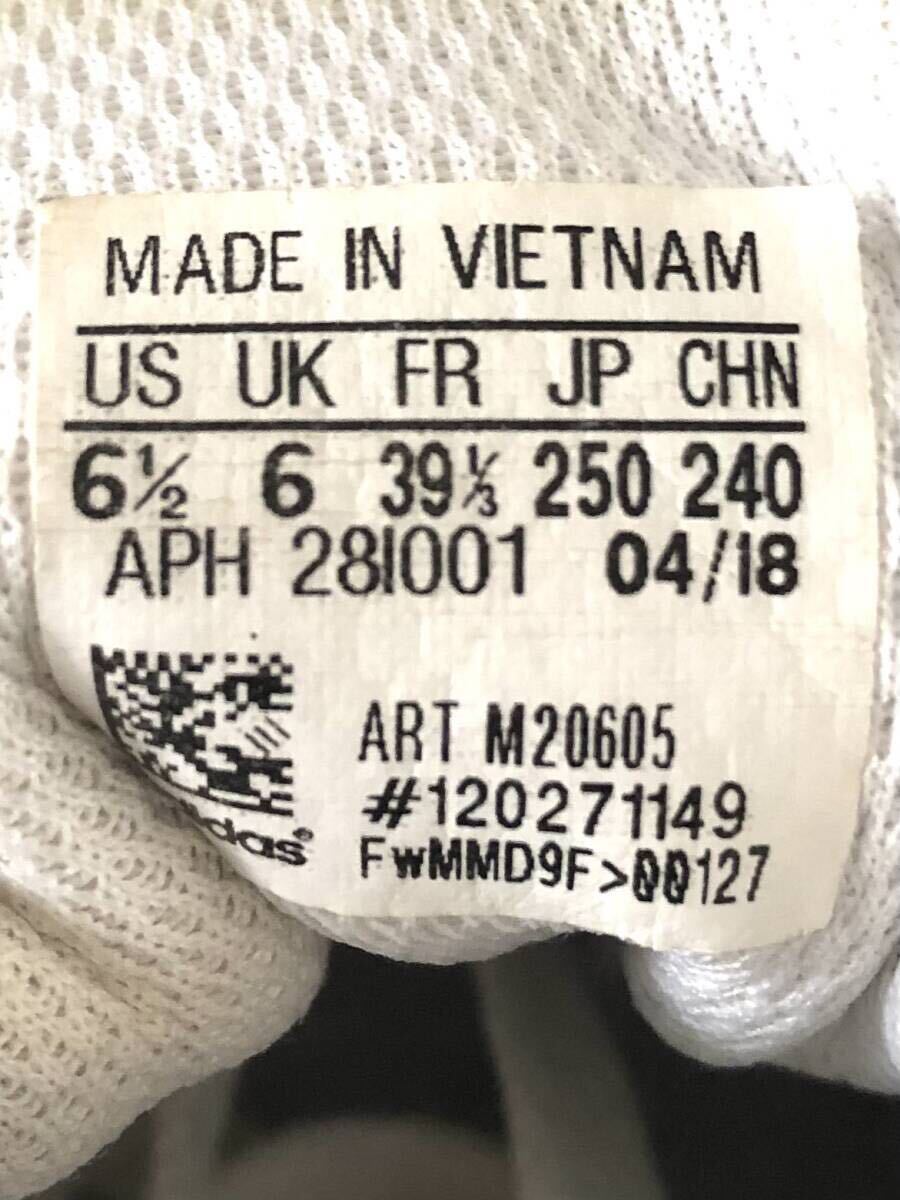 MADE IN VIETNAM
US UK FR JP CHN
6½ 6 39⅓ 250 240
APH 28I001 04/18
ART M20605
#120271149
FwMMD9F>00127